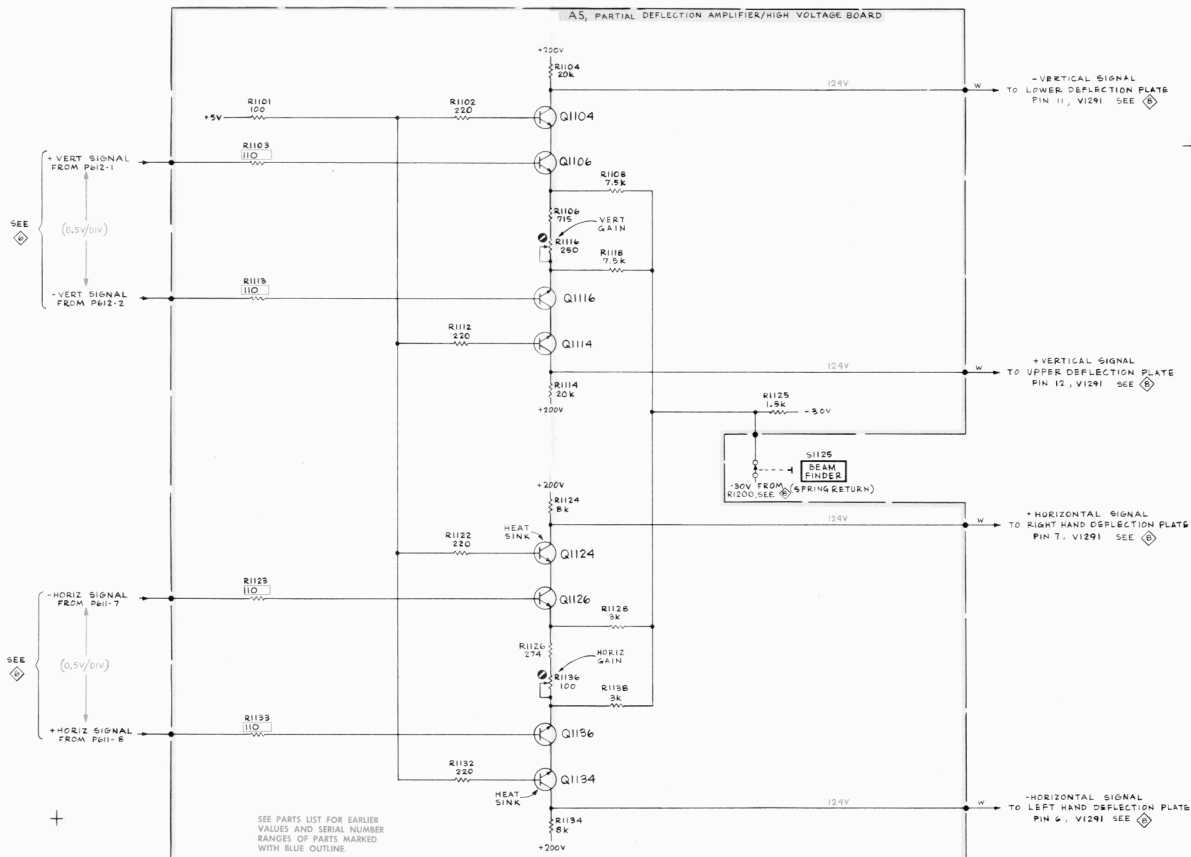 A5, PARTIAL DEFLECTION AMPLIFIER/HIGH VOLTAGE BOARD
+200V
R1104
20k
124V
W
-VERTICAL SIGNAL
TO LOWER DEFLECTION PLATE
PIN 11, V1291 SEE 8
R1101
100
+5V
R1102
220
Q1104
R1103
110
+VERT SIGNAL
FROM P612-1
Q1106
R1108
7.5k
R1106
715
VERT
GAIN
SEE
6
(0.5V/DIV)
R1116
250
R1118
7.5k
R1113
110
-VERT SIGNAL
FROM P612-2
Q1116
R1112
220
Q1114
124V
W
+VERTICAL SIGNAL
TO UPPER DEFLECTION PLATE
PIN 12, V1291 SEE 8
R1114
20k
+200V
R1125
1.5k
-30V
S1125
BEAM
FINDER
-30V FROM
R1200, SEE 8
(SPRING RETURN)
+200V
R1124
8k
124V
W
+HORIZONTAL SIGNAL
TO RIGHT HAND DEFLECTION PLATE
PIN 7, V1291 SEE 8
HEAT
SINK
R1122
220
Q1124
R1123
110
-HORIZ SIGNAL
FROM P611-7
Q1126
R1128
3k
R1126
274
HORIZ
GAIN
SEE
6
(0.5V/DIV)
R1136
100
R1138
3k
R1133
110
+HORIZ SIGNAL
FROM P611-8
Q1136
R1132
220
Q1134
HEAT
SINK
124V
W
-HORIZONTAL SIGNAL
TO LEFT HAND DEFLECTION PLATE
PIN 6, V1291 SEE 8
R1134
8k
+200V
SEE PARTS LIST FOR EARLIER
VALUES AND SERIAL NUMBER
RANGES OF PARTS MARKED
WITH BLUE OUTLINE.